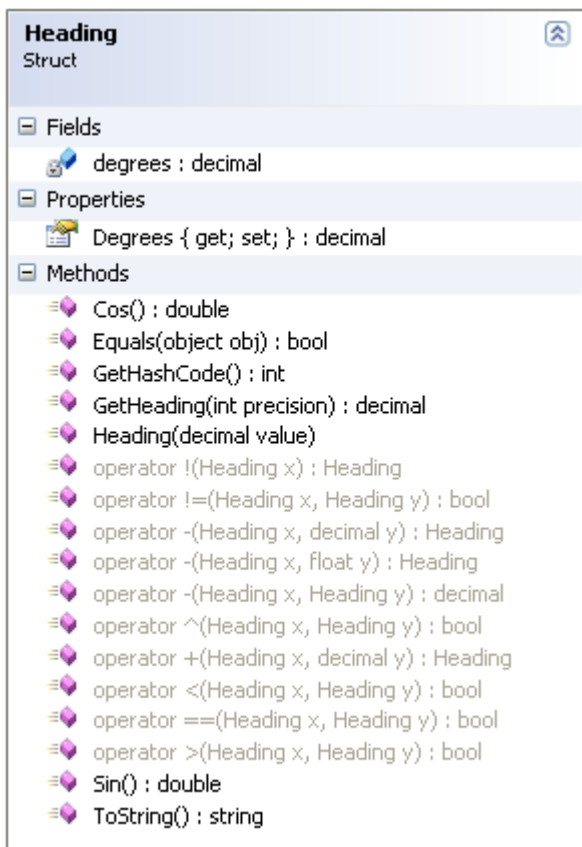 Heading
Struct
Fields
degrees : decimal
Properties
Degrees { get; set; } : decimal
Methods
Cos() : double
Equals(object obj) : bool
GetHashCode() : int
GetHeading(int precision) : decimal
Heading(decimal value)
operator !(Heading x) : Heading
operator !=(Heading x, Heading y) : bool
operator -(Heading x, decimal y) : Heading
operator -(Heading x, float y) : Heading
operator -(Heading x, Heading y) : decimal
operator ^(Heading x, Heading y) : bool
operator +(Heading x, decimal y) : Heading
operator <(Heading x, Heading y) : bool
operator ==(Heading x, Heading y) : bool
operator >(Heading x, Heading y) : bool
Sin() : double
ToString() : string